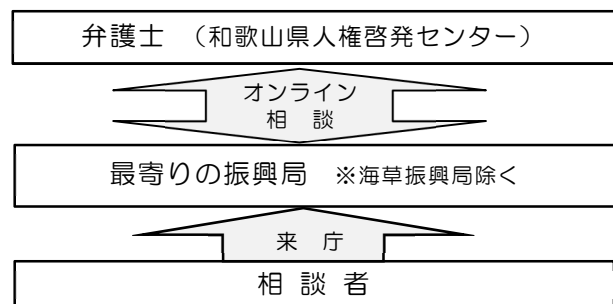 弁護士　（和歌山県人権啓発センター）
オンライン
相　談
最寄りの振興局　※海草振興局除く
来　庁
相 談 者